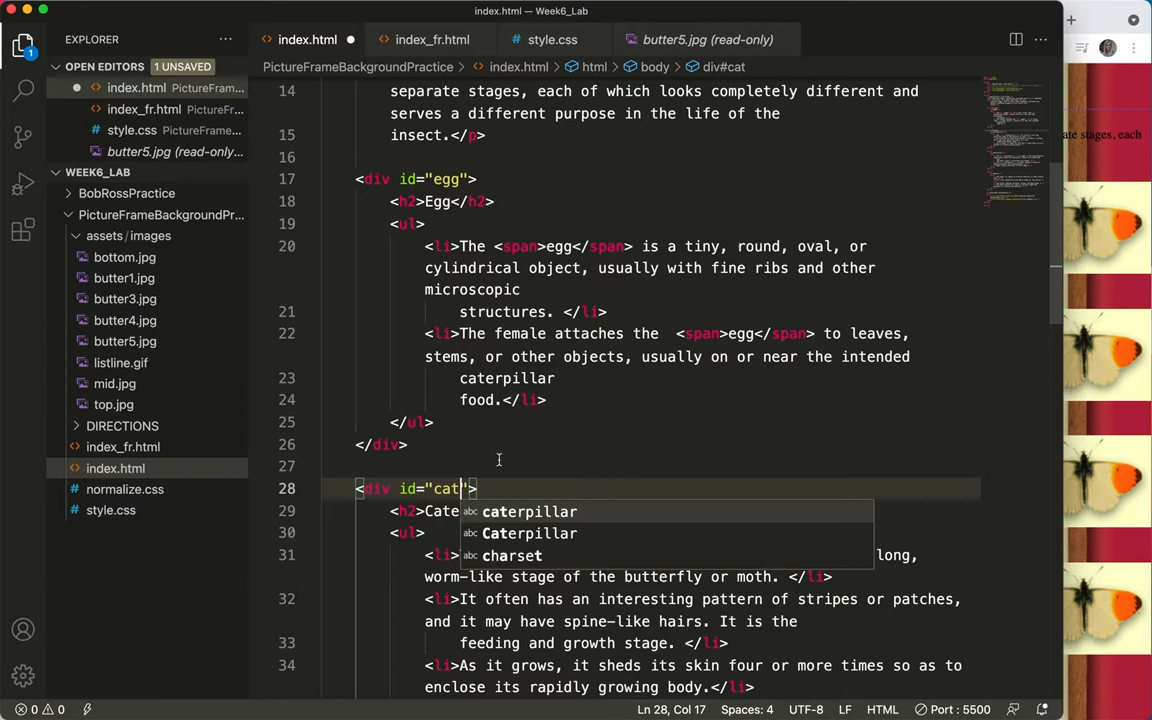 index.html — Week6_Lab
EXPLORER
index.html
index_fr.html
style.css
butter5.jpg (read-only)
OPEN EDITORS 1 UNSAVED
index.html PictureFram...
index_fr.html PictureFr...
style.css PictureFrame...
butter5.jpg (read-only...
WEEK6_LAB
BobRossPractice
PictureFrameBackgroundPr...
assets/images
bottom.jpg
butter1.jpg
butter3.jpg
butter4.jpg
butter5.jpg
listline.gif
mid.jpg
top.jpg
DIRECTIONS
index_fr.html
index.html
normalize.css
style.css
PictureFrameBackgroundPractice > index.html > html > body > div#cat
14 separate stages, each of which looks completely different and
serves a different purpose in the life of the
15 insect.</p>
16
17 <div id="egg">
18 <h2>Egg</h2>
19 <ul>
20 <li>The <span>egg</span> is a tiny, round, oval, or
cylindrical object, usually with fine ribs and other
microscopic
21 structures. </li>
22 <li>The female attaches the  <span>egg</span> to leaves,
stems, or other objects, usually on or near the intended
23 caterpillar
24 food.</li>
25 </ul>
26 </div>
27
28 <div id="cat">
29 <h2>Cate
30 <ul>
31 <li> long,
worm-like stage of the butterfly or moth. </li>
32 <li>It often has an interesting pattern of stripes or patches,
and it may have spine-like hairs. It is the
33 feeding and growth stage. </li>
34 <li>As it grows, it sheds its skin four or more times so as to
enclose its rapidly growing body.</li>
abc caterpillar
abc Caterpillar
abc charset
ate stages, each
0 0
Ln 28, Col 17 Spaces: 4 UTF-8 LF HTML Port : 5500